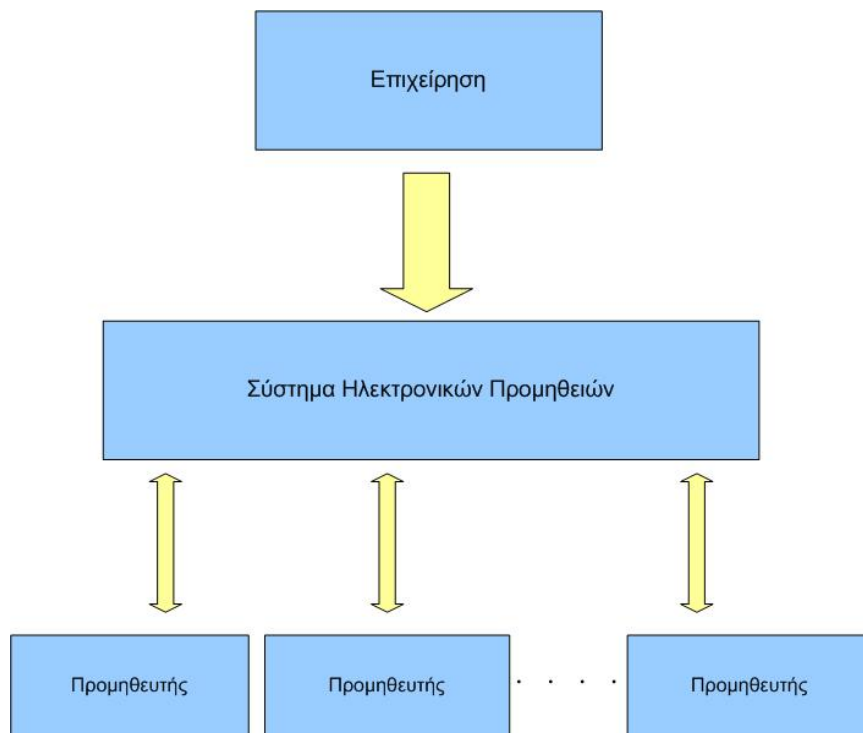 Επιχείρηση
Σύστημα Ηλεκτρονικών Προμηθειών
Προμηθευτής
Προμηθευτής
. . . .
Προμηθευτής